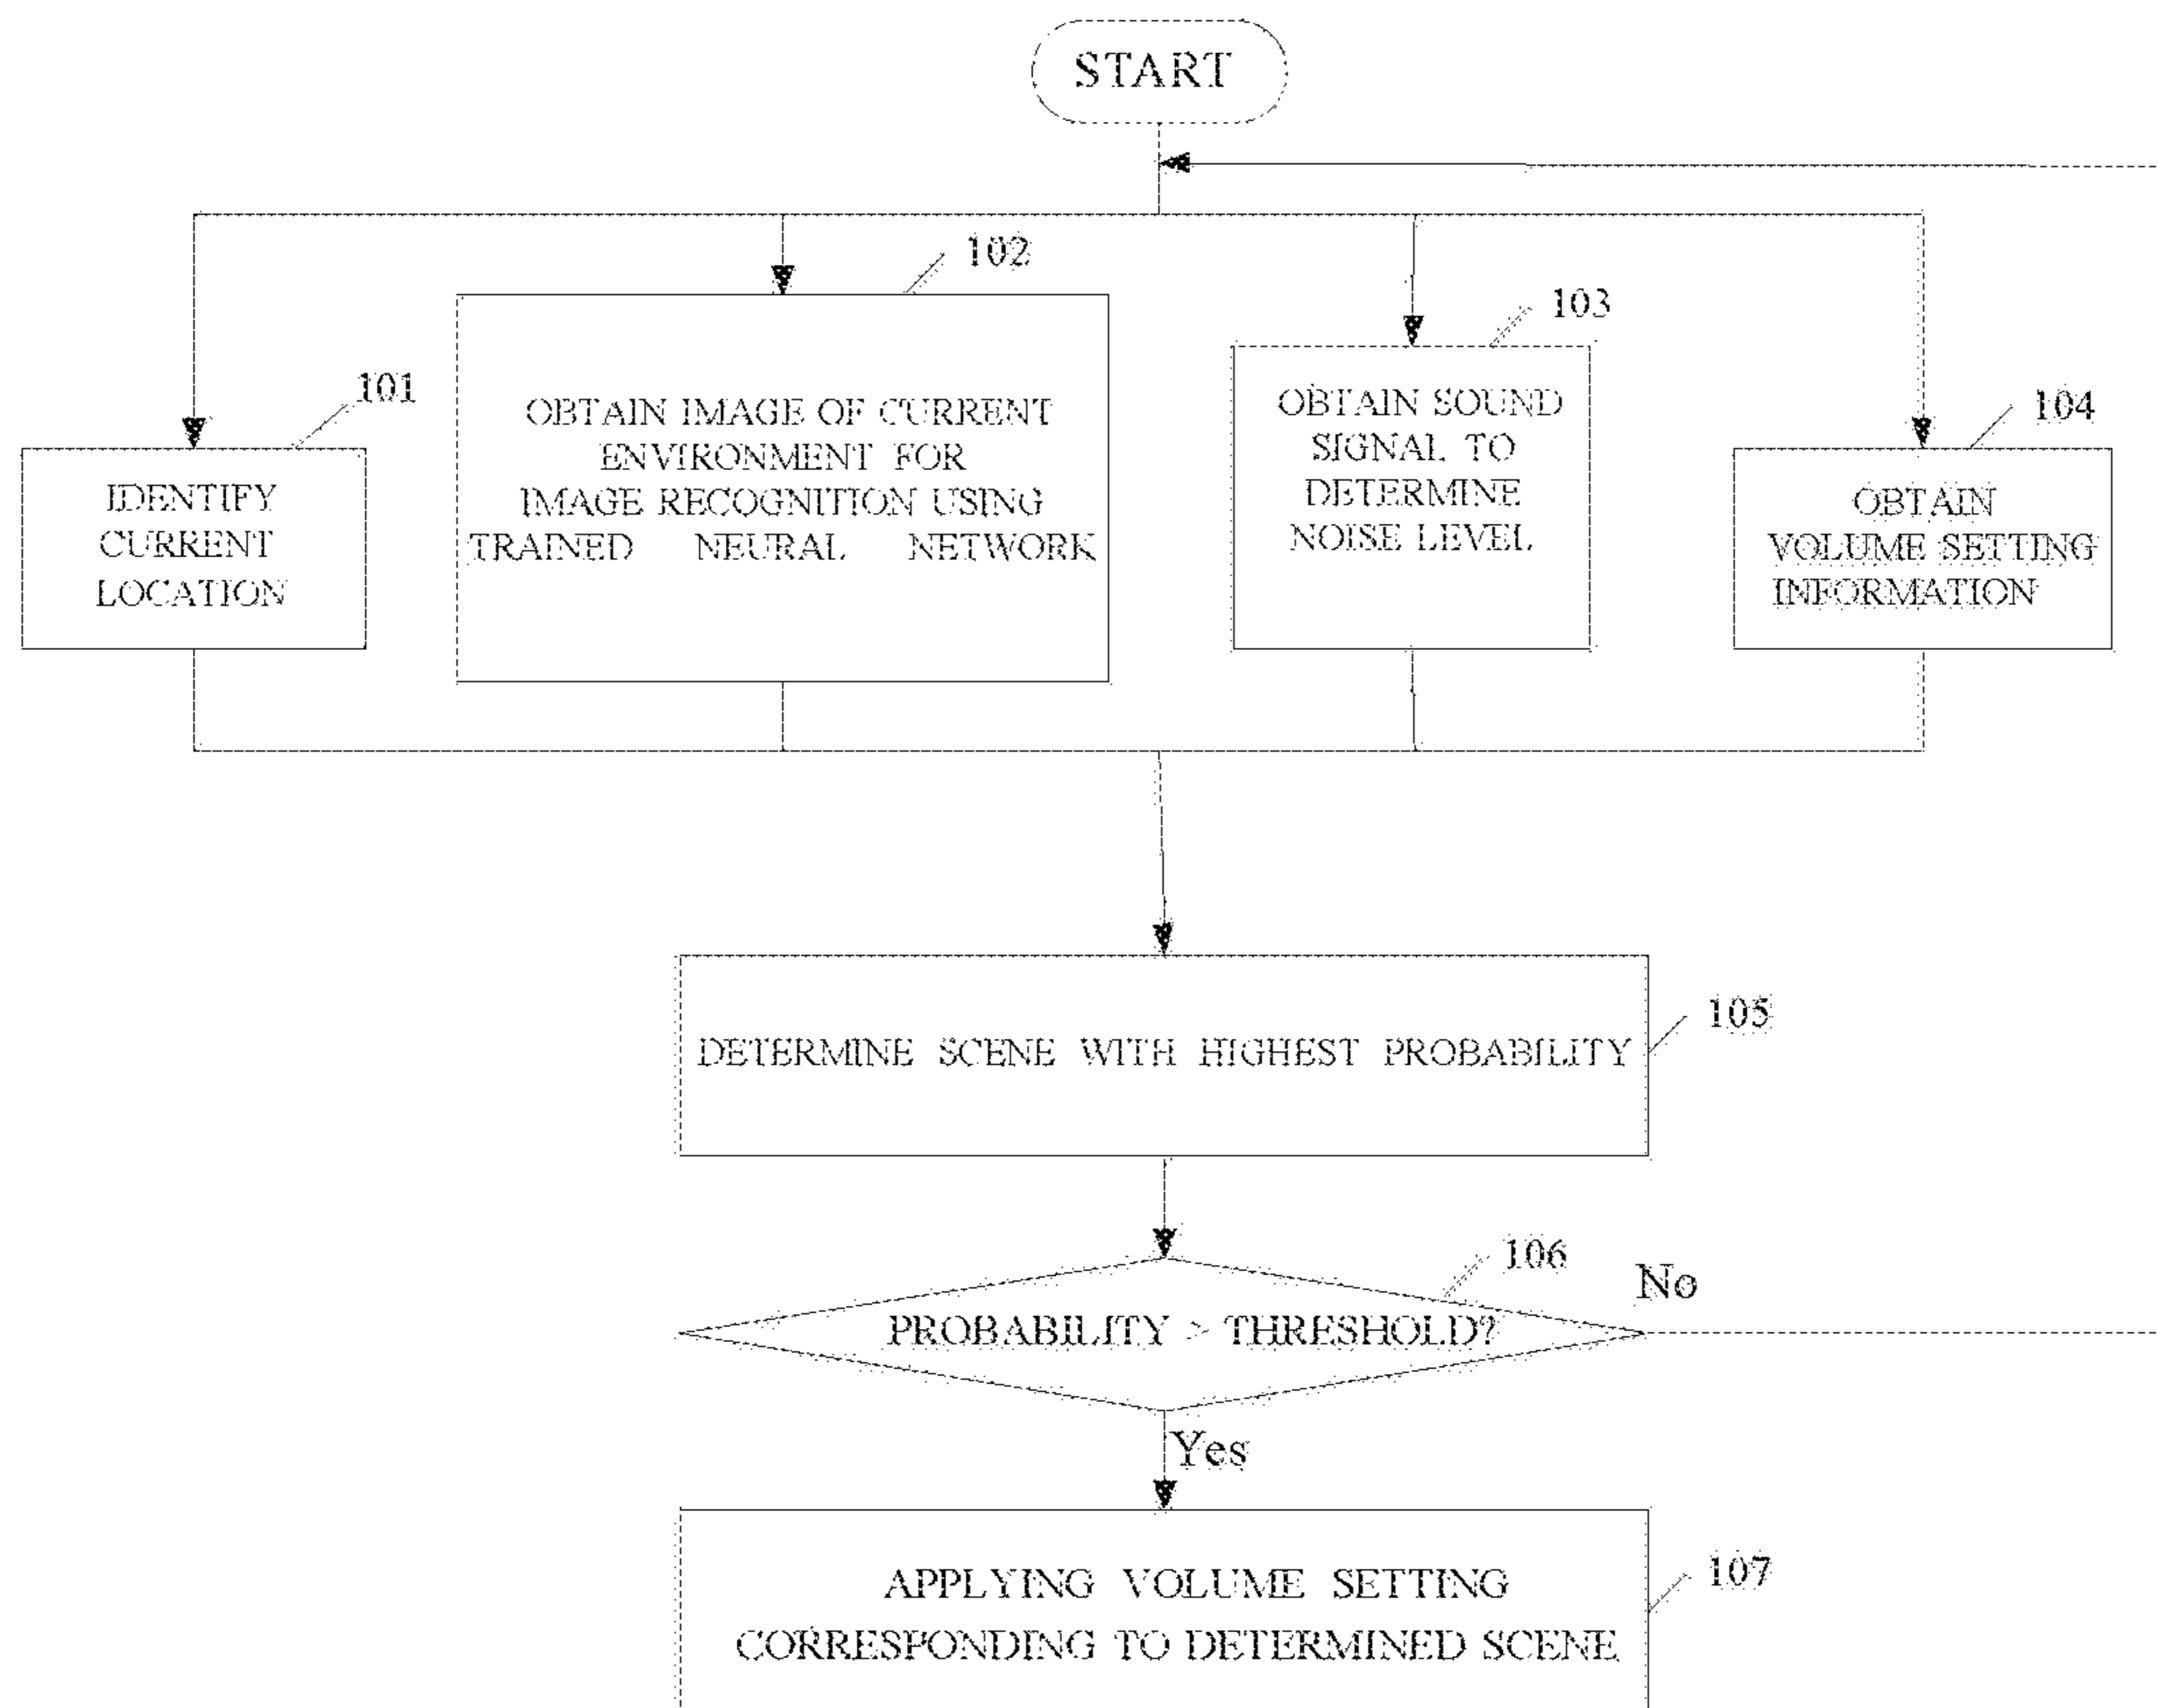 START
101
IDENTIFY
CURRENT
LOCATION
102
OBTAIN IMAGE OF CURRENT
ENVIRONMENT FOR
IMAGE RECOGNITION USING
TRAINED NEURAL NETWORK
103
OBTAIN SOUND
SIGNAL TO
DETERMINE
NOISE LEVEL
104
OBTAIN
VOLUME SETTING
INFORMATION
DETERMINE SCENE WITH HIGHEST PROBABILITY
105
PROBABILITY > THRESHOLD?
106
No
Yes
APPLYING VOLUME SETTING
CORRESPONDING TO DETERMINED SCENE
107